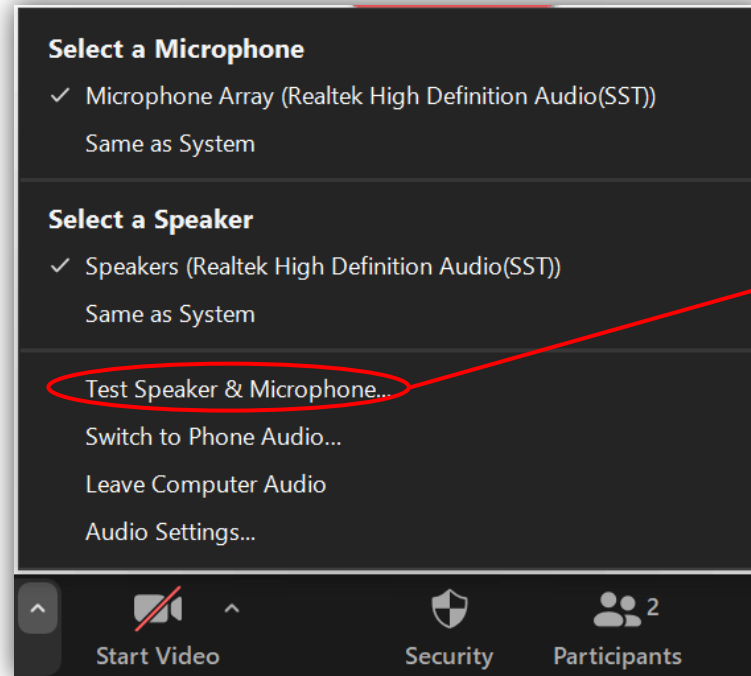 Select a Microphone
Microphone Array (Realtek High Definition Audio(SST))
Same as System
Select a Speaker
Speakers (Realtek High Definition Audio(SST))
Same as System
Test Speaker & Microphone...
Switch to Phone Audio...
Leave Computer Audio
Audio Settings...
2
Start Video Security Participants